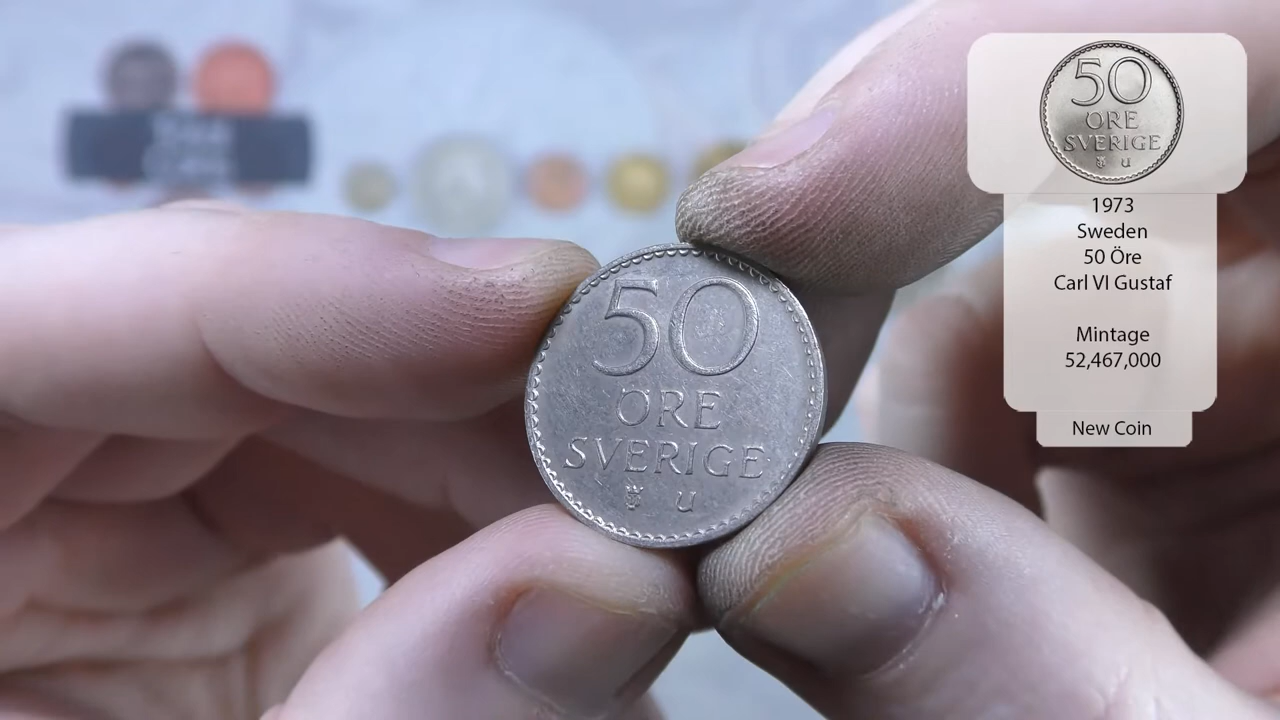 50
ÖRE
SVERIGE
u
50
ÖRE
SVERIGE
u
1973
Sweden
50 Öre
Carl VI Gustaf
Mintage
52,467,000
New Coin